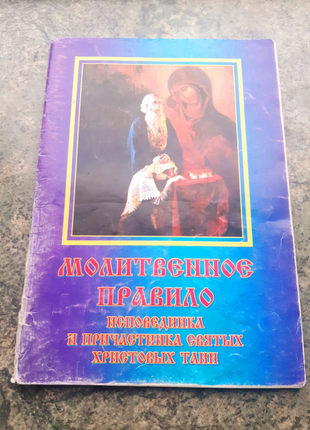 МОЛИТВЕННОЕ
ПРАВИЛО
ИСПОВЕДНИКА
И ПРИЧАСТНИКА СВЯТЫХ
ХРИСТОВЫХ ТАИН